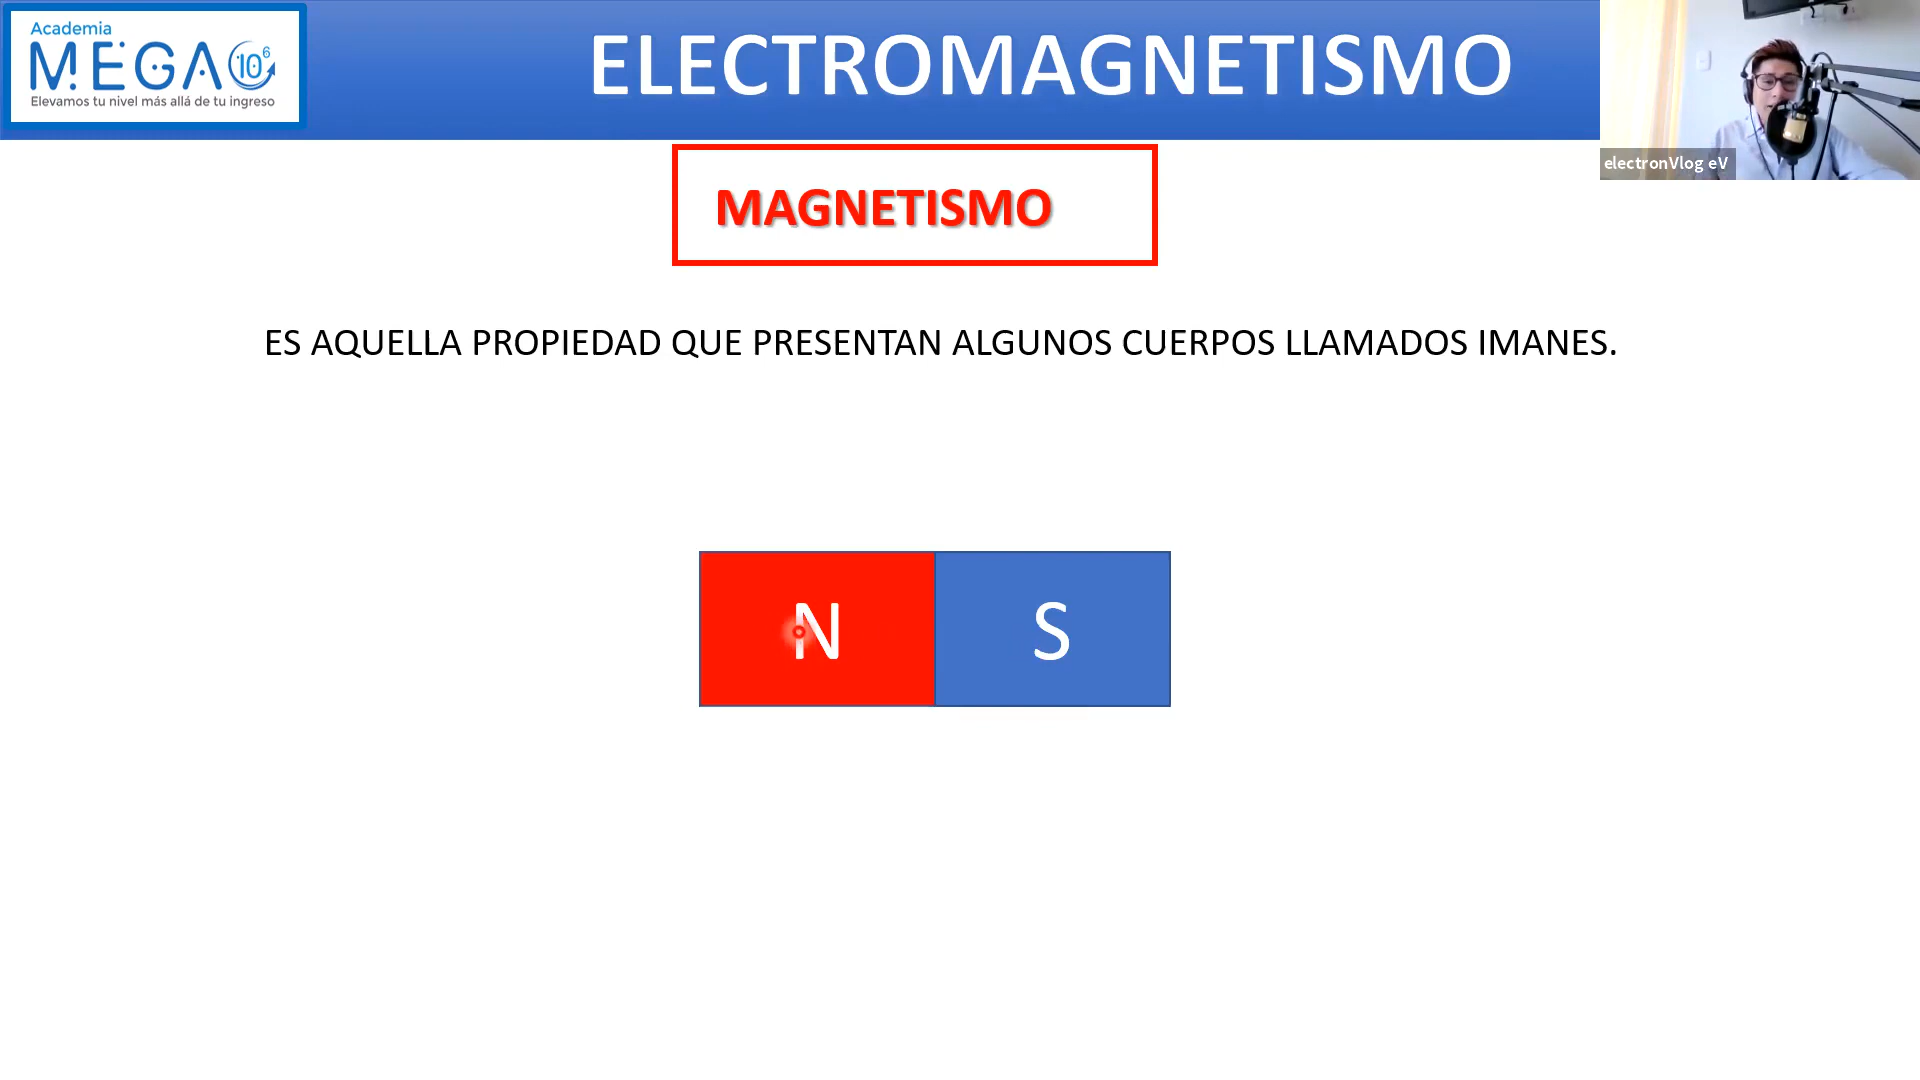 Academia
MEGA 10⁶
Elevamos tu nivel más allá de tu ingreso
ELECTROMAGNETISMO
electronVlog eV
MAGNETISMO
ES AQUELLA PROPIEDAD QUE PRESENTAN ALGUNOS CUERPOS LLAMADOS IMANES.
N S